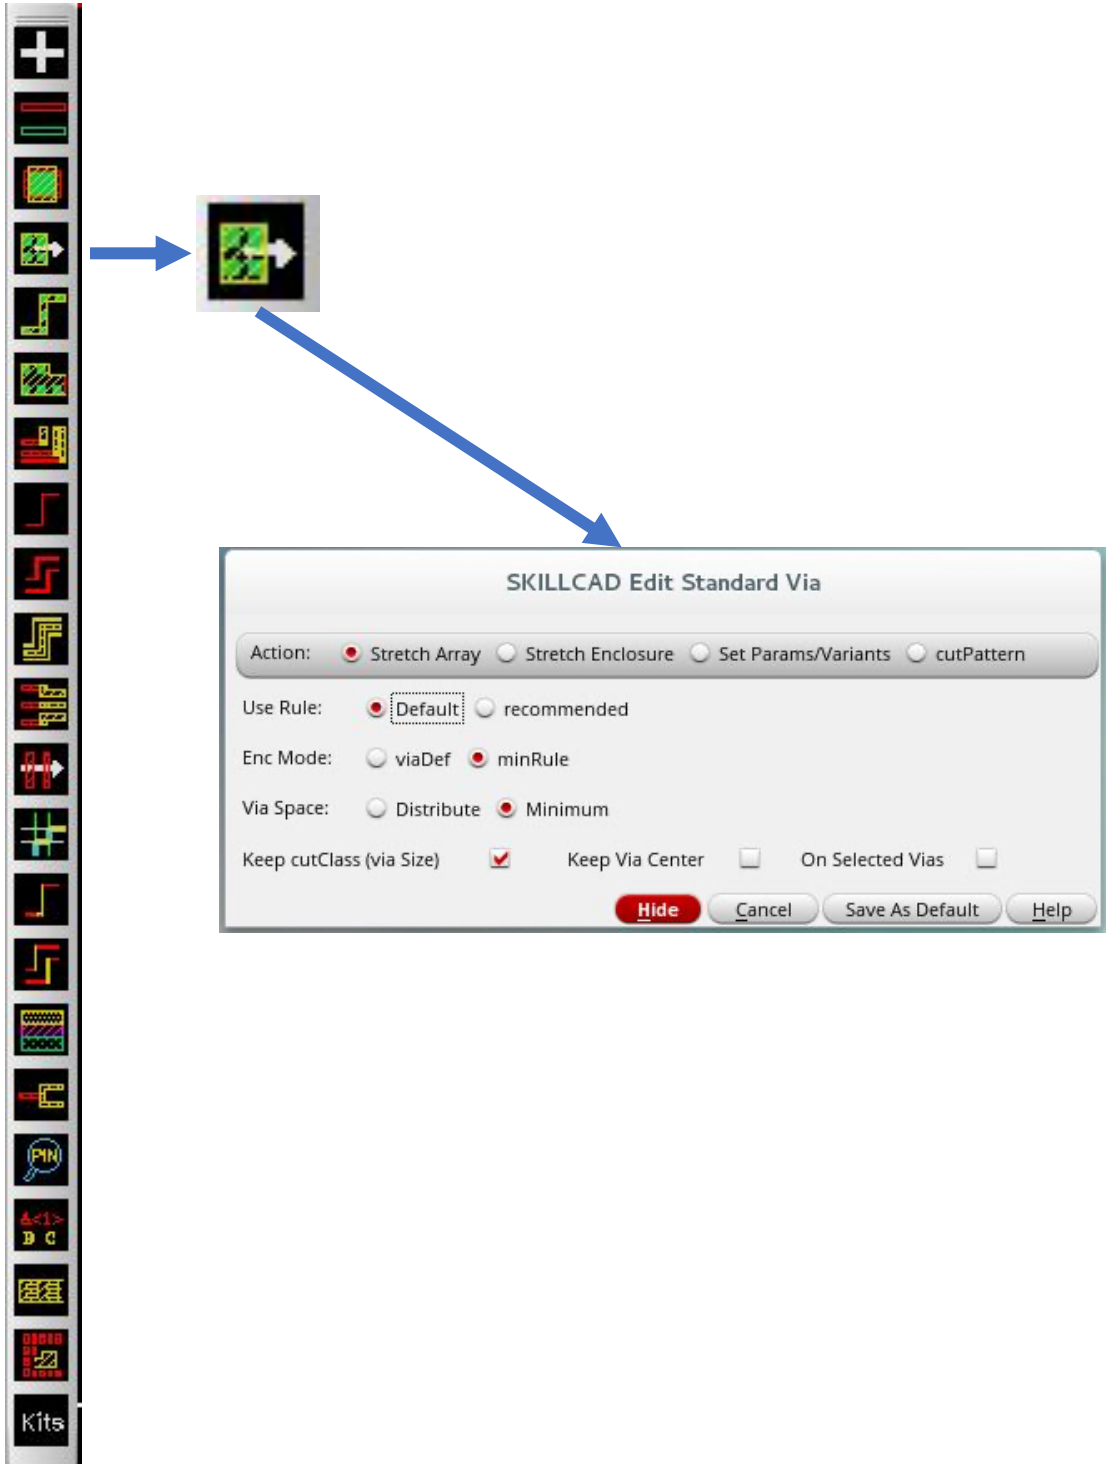 PIN
A<1>
B C
Kits
SKILLCAD Edit Standard Via
Action: Stretch Array Stretch Enclosure Set Params/Variants cutPattern
Use Rule: Default recommended
Enc Mode: viaDef minRule
Via Space: Distribute Minimum
Keep cutClass (via Size) Keep Via Center On Selected Vias
Hide Cancel Save As Default Help